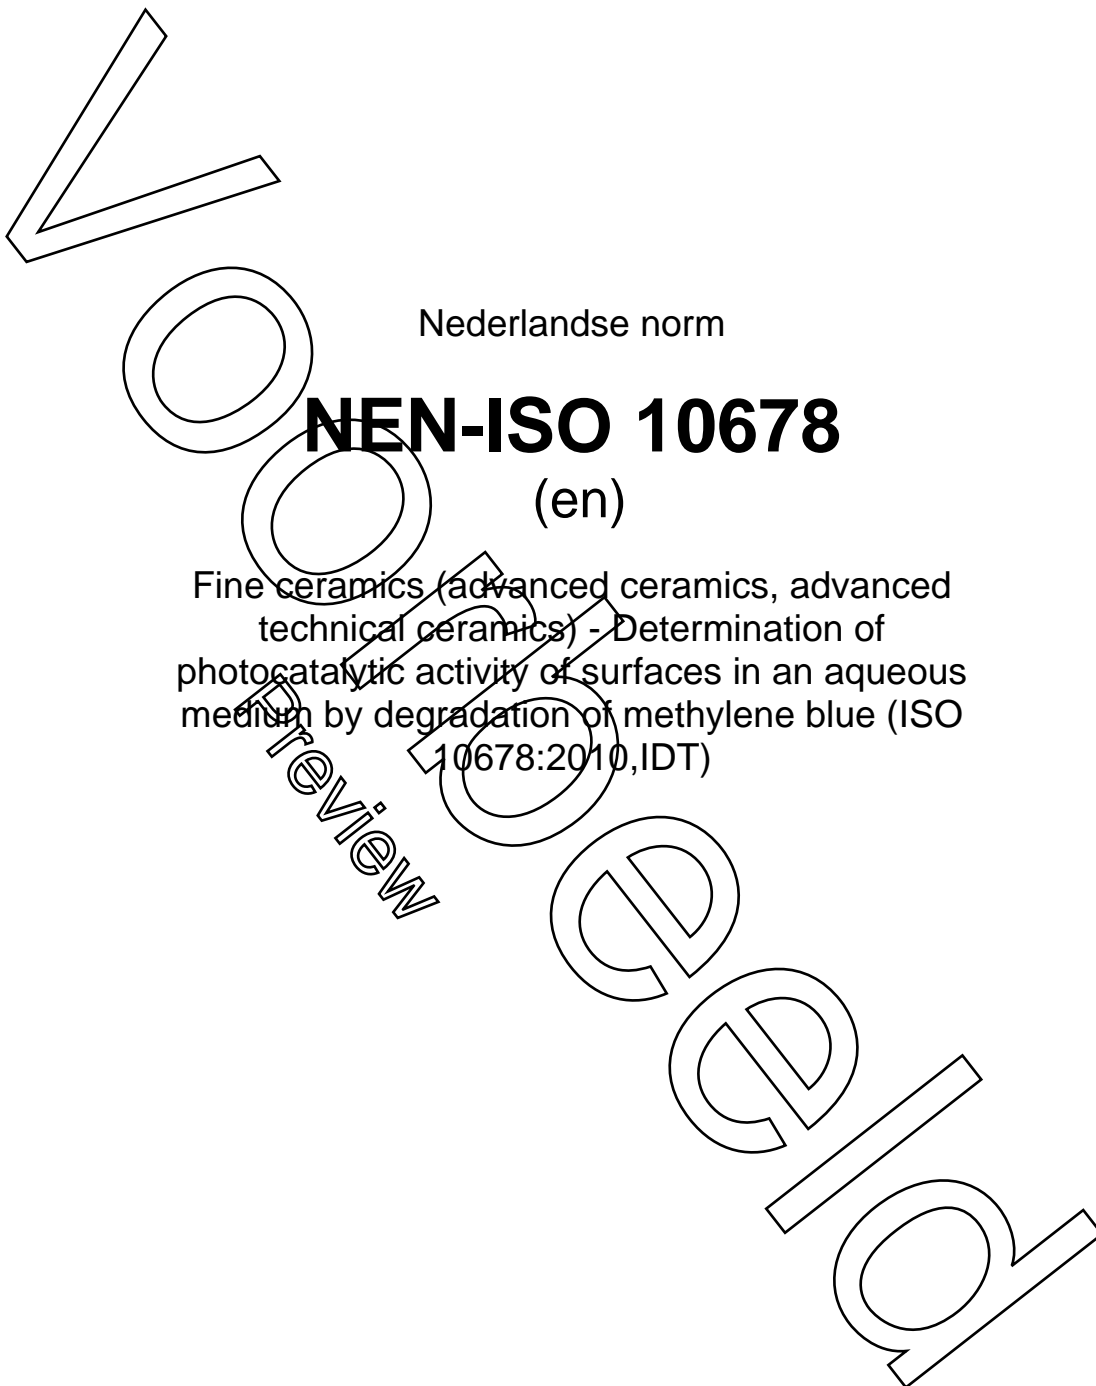 Nederlandse norm
NEN-ISO 10678
(en)
Fine ceramics (advanced ceramics, advanced
technical ceramics) - Determination of
photocatalytic activity of surfaces in an aqueous
medium by degradation of methylene blue (ISO
10678:2010,IDT)
Voorbeeld
Preview